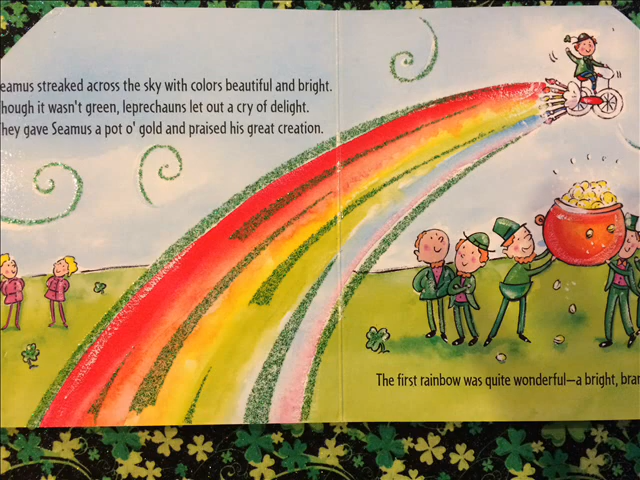 eamus streaked across the sky with colors beautiful and bright.
hough it wasn't green, leprechauns let out a cry of delight.
hey gave Seamus a pot o' gold and praised his great creation.
The first rainbow was quite wonderful—a bright, bran